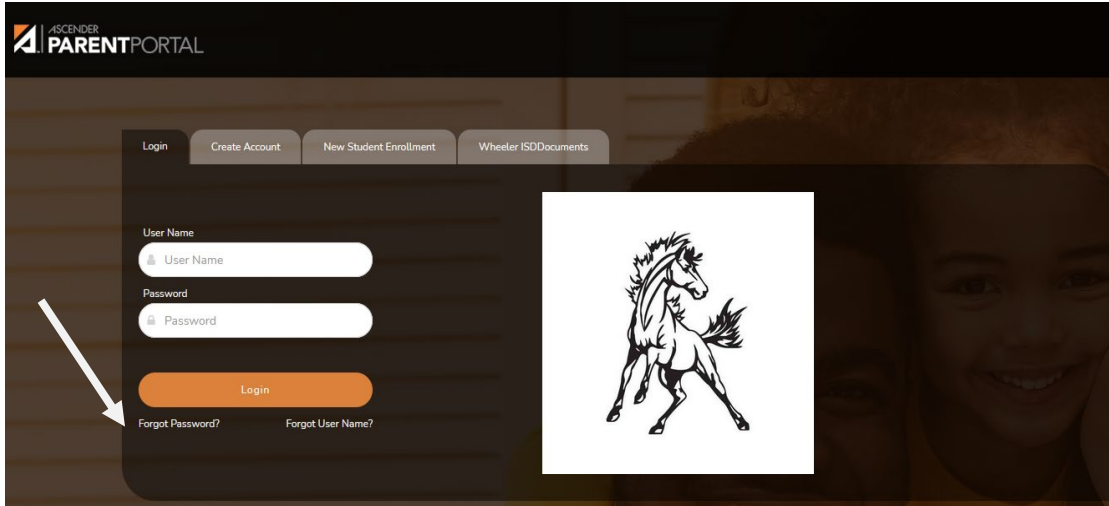 ASCENDER
PARENTPORTAL
Login Create Account New Student Enrollment Wheeler ISDDocuments
User Name
User Name
Password
Password
Login
Forgot Password? Forgot User Name?